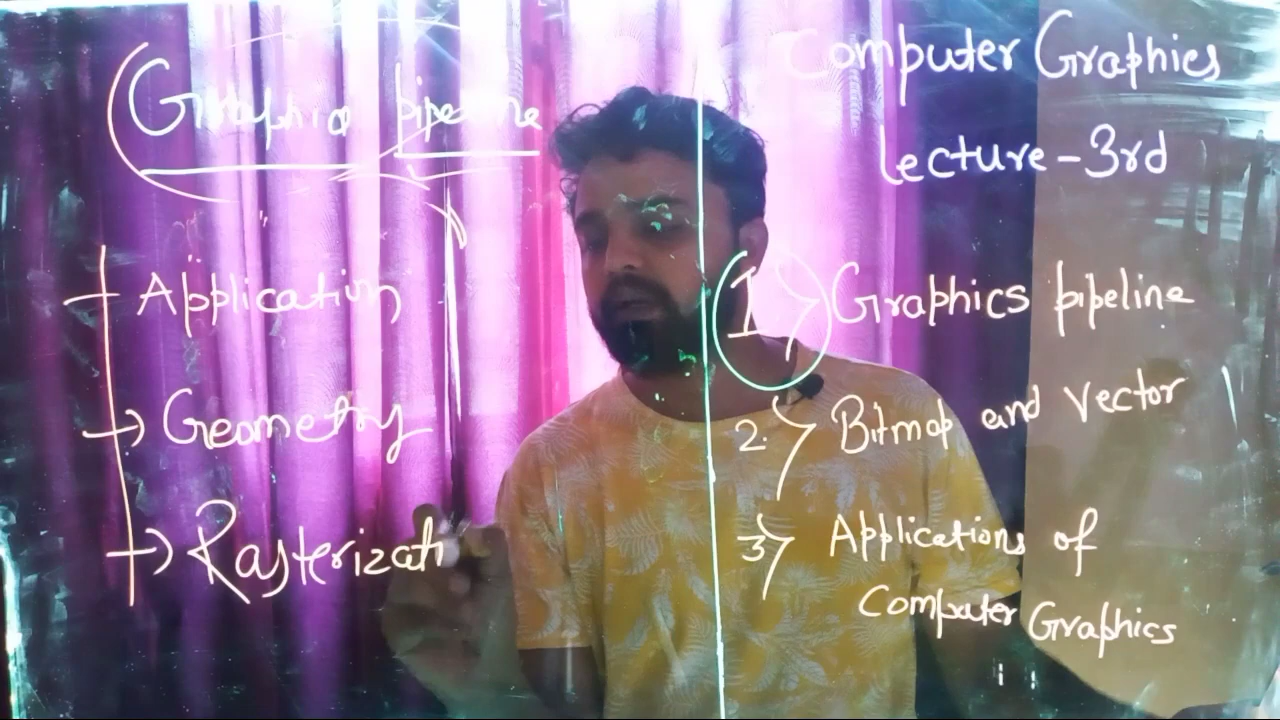 Graphic pipeline
Application
Geometry
Rasterizati
Computer Graphics
Lecture-3rd
1 Graphics pipeline
2. Bitmap and Vector
3 Applications of
Computer Graphics